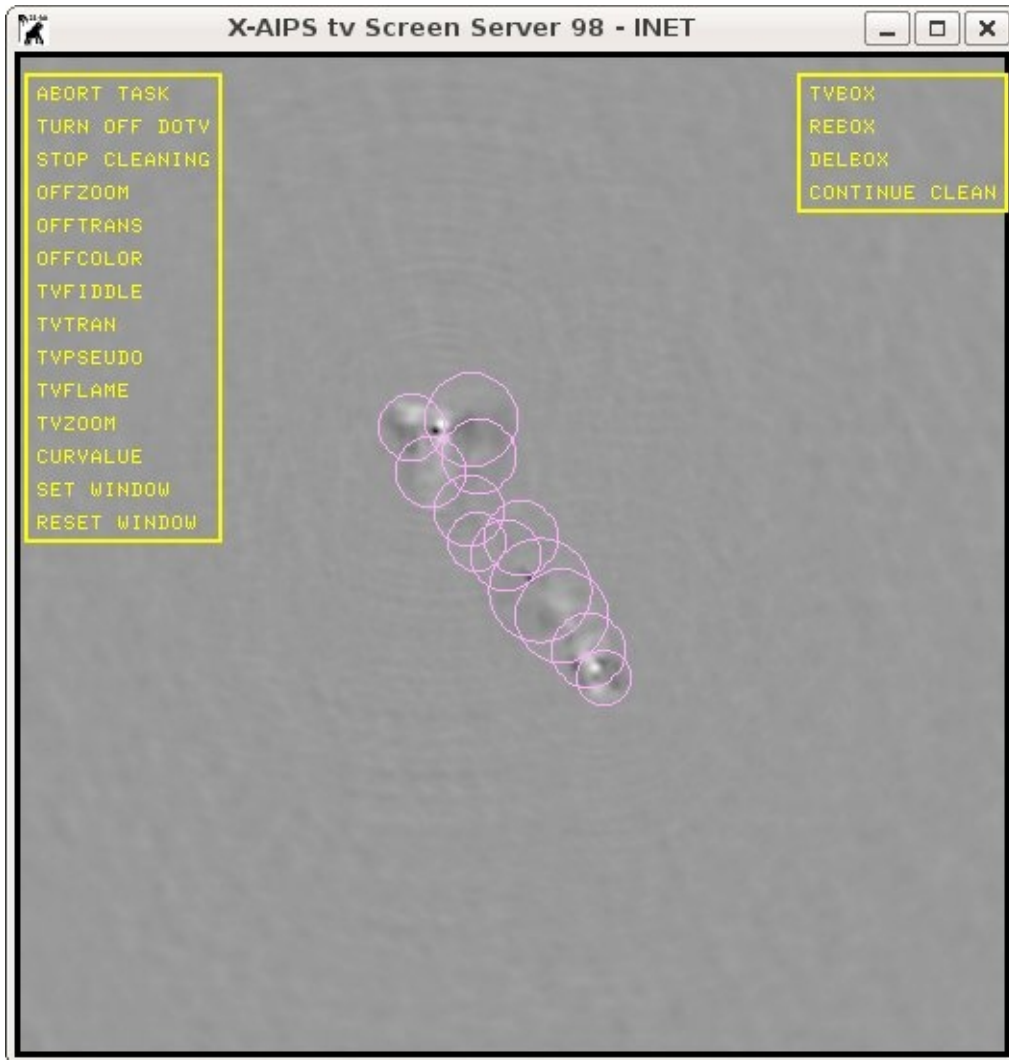 X-AIPS tv Screen Server 98 - INET
ABORT TASK
TURN OFF DOTV
STOP CLEANING
OFFZOOM
OFFTRANS
OFFCOLOR
TVFIDDLE
TVTRAN
TVPSEUDO
TVFLAME
TVZOOM
CURVALUE
SET WINDOW
RESET WINDOW
TVBOX
REBOX
DELBOX
CONTINUE CLEAN